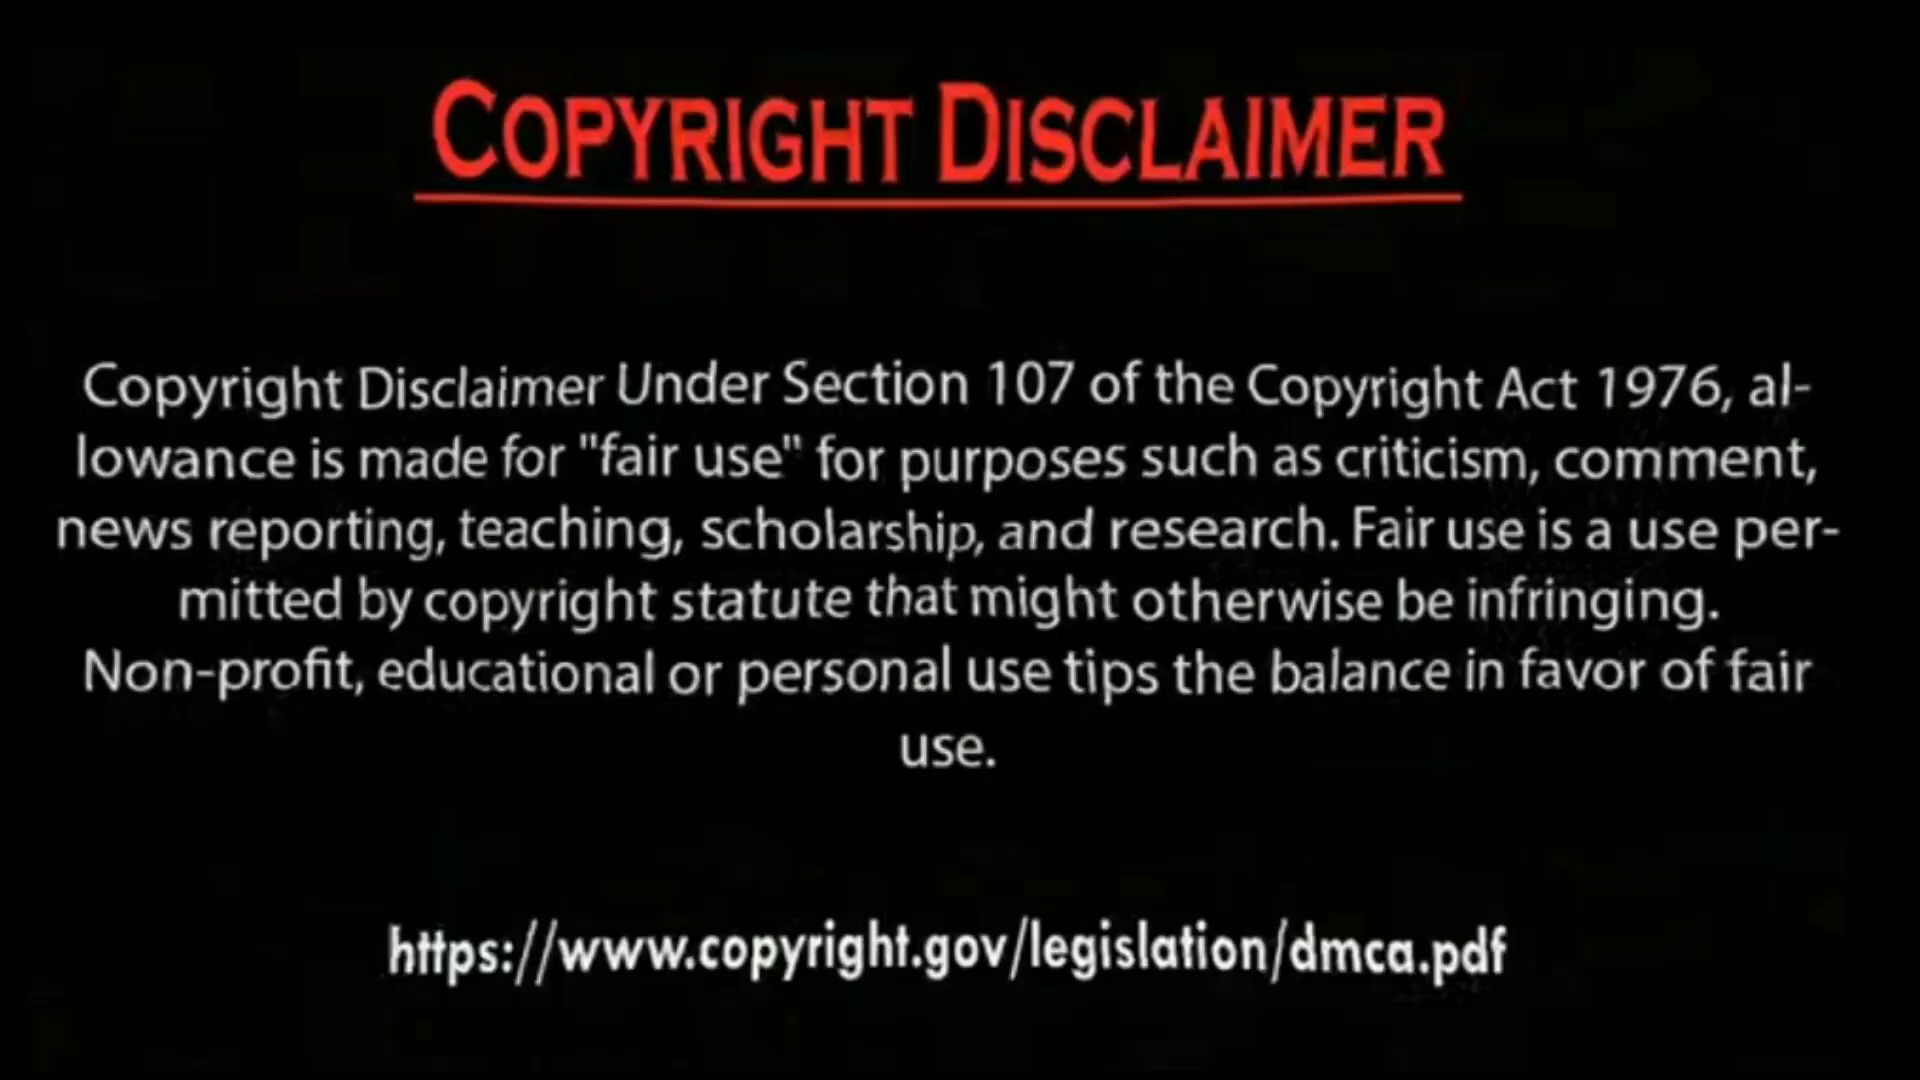 COPYRIGHT DISCLAIMER
Copyright Disclaimer Under Section 107 of the Copyright Act 1976, al-
lowance is made for "fair use" for purposes such as criticism, comment,
news reporting, teaching, scholarship, and research. Fair use is a use per-
mitted by copyright statute that might otherwise be infringing.
Non-profit, educational or personal use tips the balance in favor of fair
use.
https://www.copyright.gov/legislation/dmca.pdf